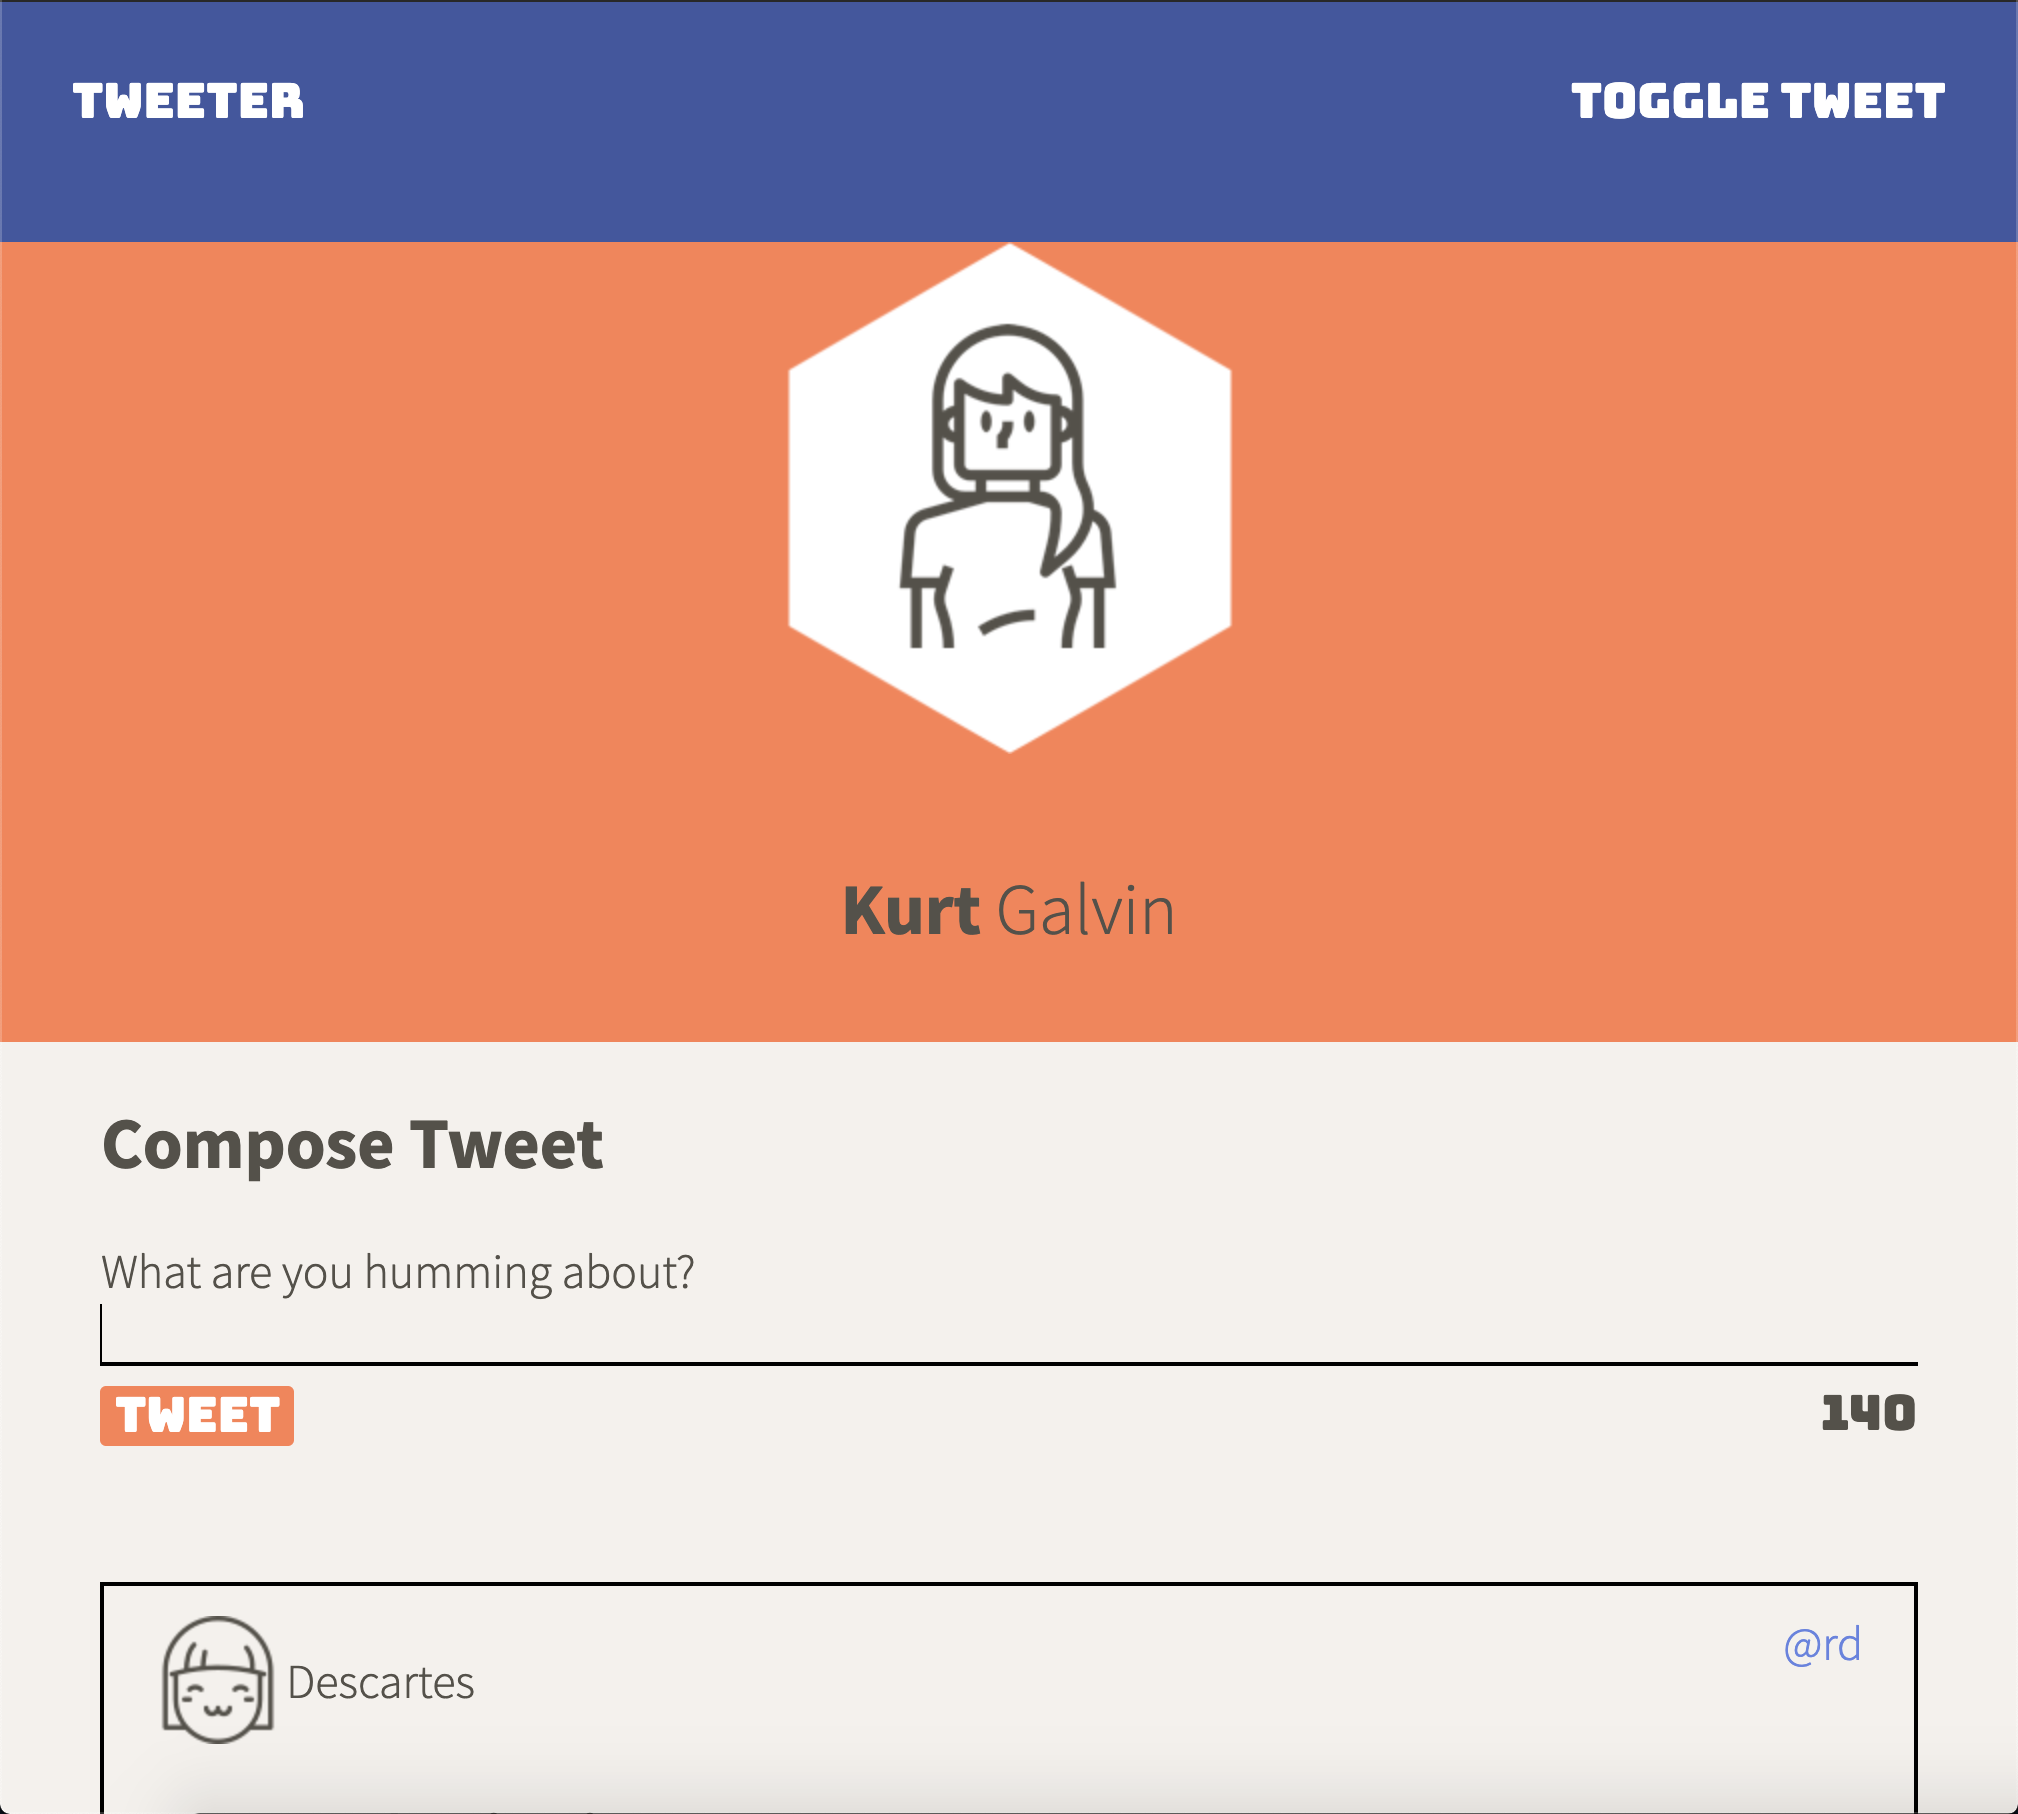 TWEETER
TOGGLE TWEET
Kurt Galvin
Compose Tweet
What are you humming about?
TWEET
140
Descartes
@rd